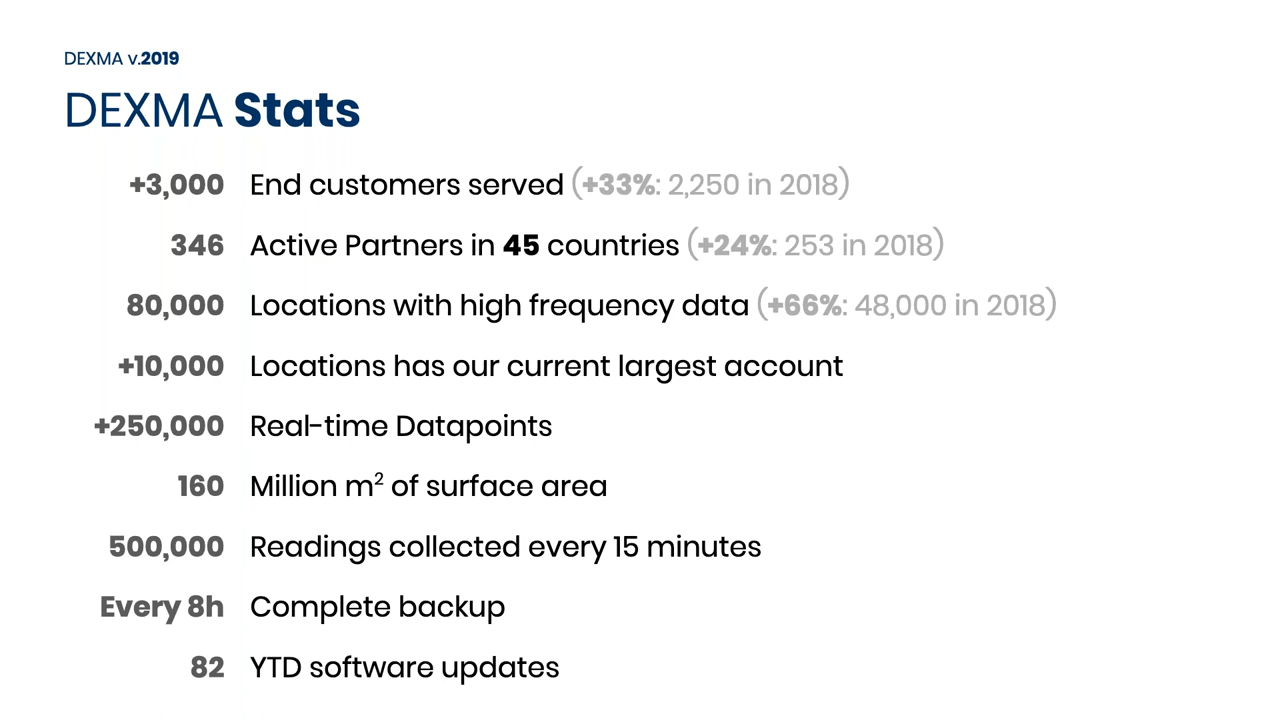 DEXMA v.2019
DEXMA Stats
+3,000 End customers served (+33%: 2,250 in 2018)
346 Active Partners in 45 countries (+24%: 253 in 2018)
80,000 Locations with high frequency data (+66%: 48,000 in 2018)
+10,000 Locations has our current largest account
+250,000 Real-time Datapoints
160 Million m² of surface area
500,000 Readings collected every 15 minutes
Every 8h Complete backup
82 YTD software updates